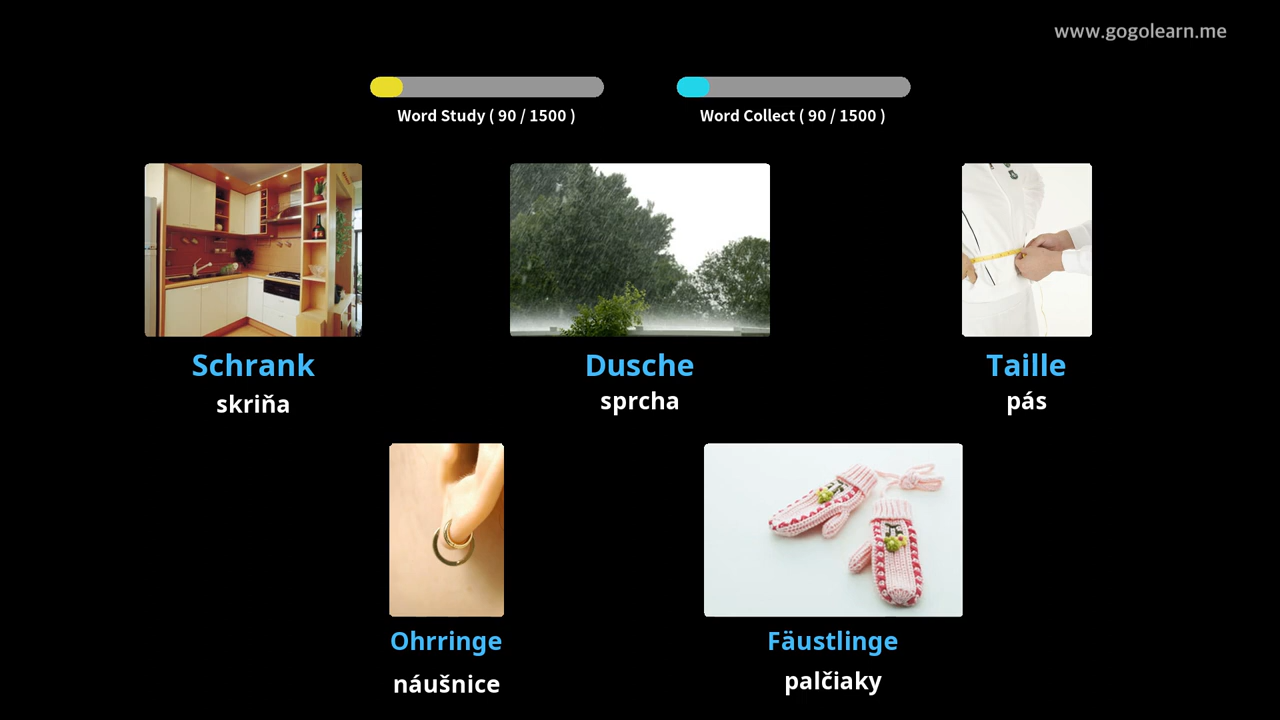 www.gogolearn.me
Word Study ( 90 / 1500 )
Word Collect ( 90 / 1500 )
Schrank
skriňa
Dusche
sprcha
Taille
pás
Ohrringe
náušnice
Fäustlinge
palčiaky